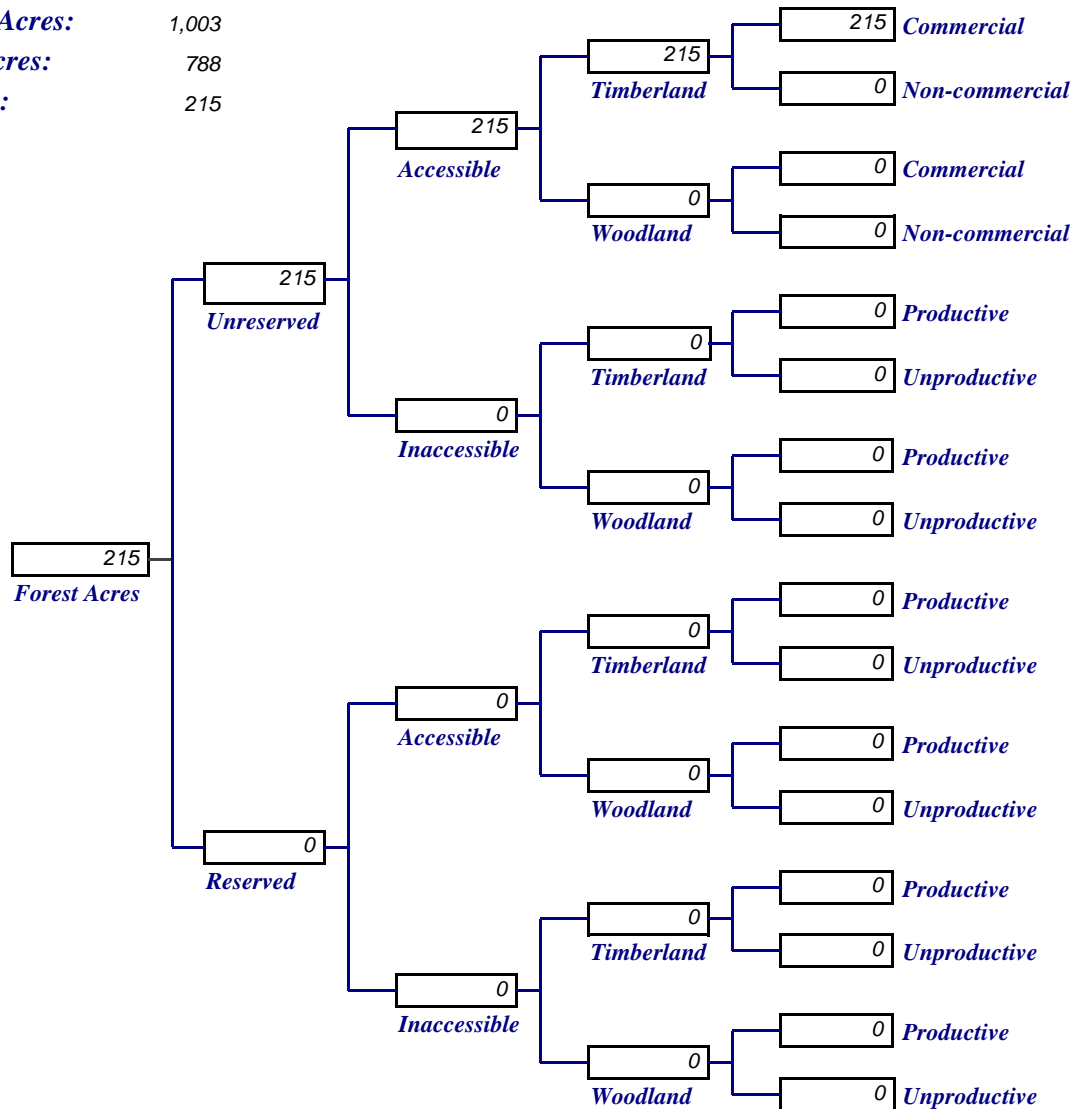 Acres: 1,003
cres: 788
: 215
215 Commercial
215
Timberland
0 Non-commercial
215
Accessible
0 Commercial
0
Woodland
0 Non-commercial
215
Unreserved
0 Productive
0
Timberland
0 Unproductive
0
Inaccessible
0 Productive
0
Woodland
0 Unproductive
215
Forest Acres
0 Productive
0
Timberland
0 Unproductive
0
Accessible
0 Productive
0
Woodland
0 Unproductive
0
Reserved
0 Productive
0
Timberland
0 Unproductive
0
Inaccessible
0 Productive
0
Woodland
0 Unproductive